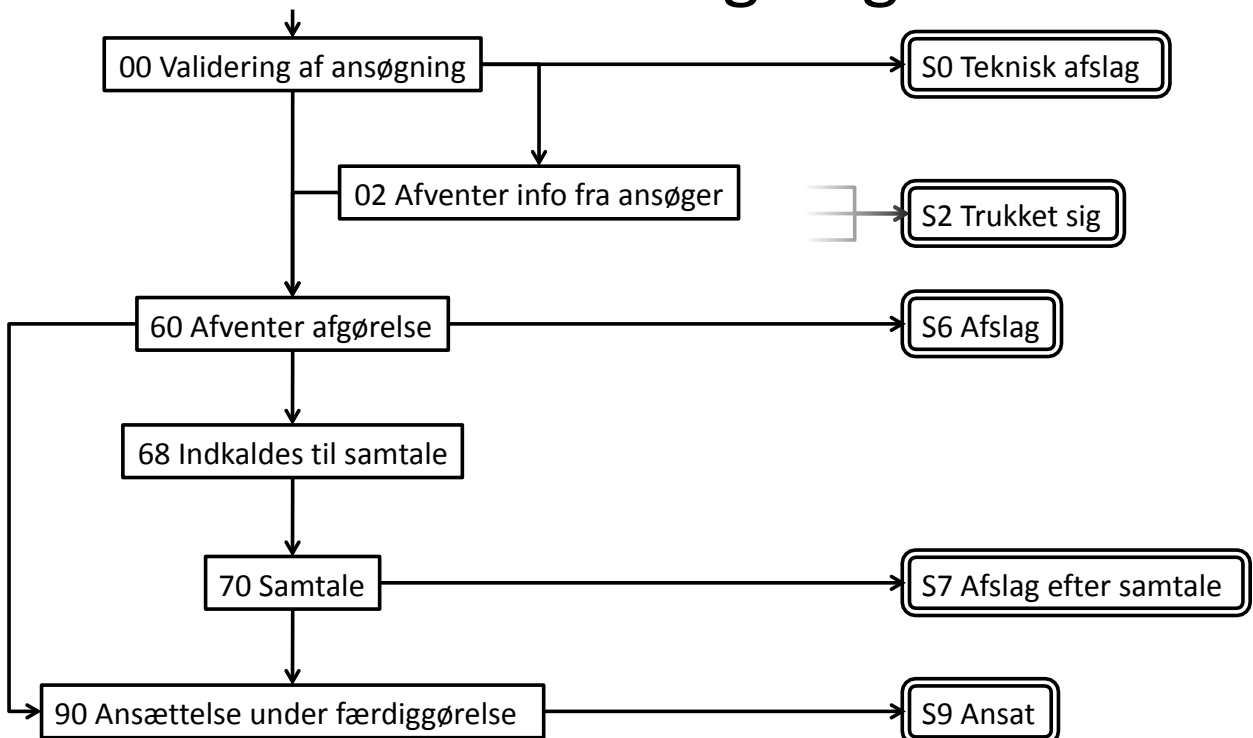 00 Validering af ansøgning
S0 Teknisk afslag
02 Afventer info fra ansøger
S2 Trukket sig
60 Afventer afgørelse
S6 Afslag
68 Indkaldes til samtale
70 Samtale
S7 Afslag efter samtale
90 Ansættelse under færdiggørelse
S9 Ansat